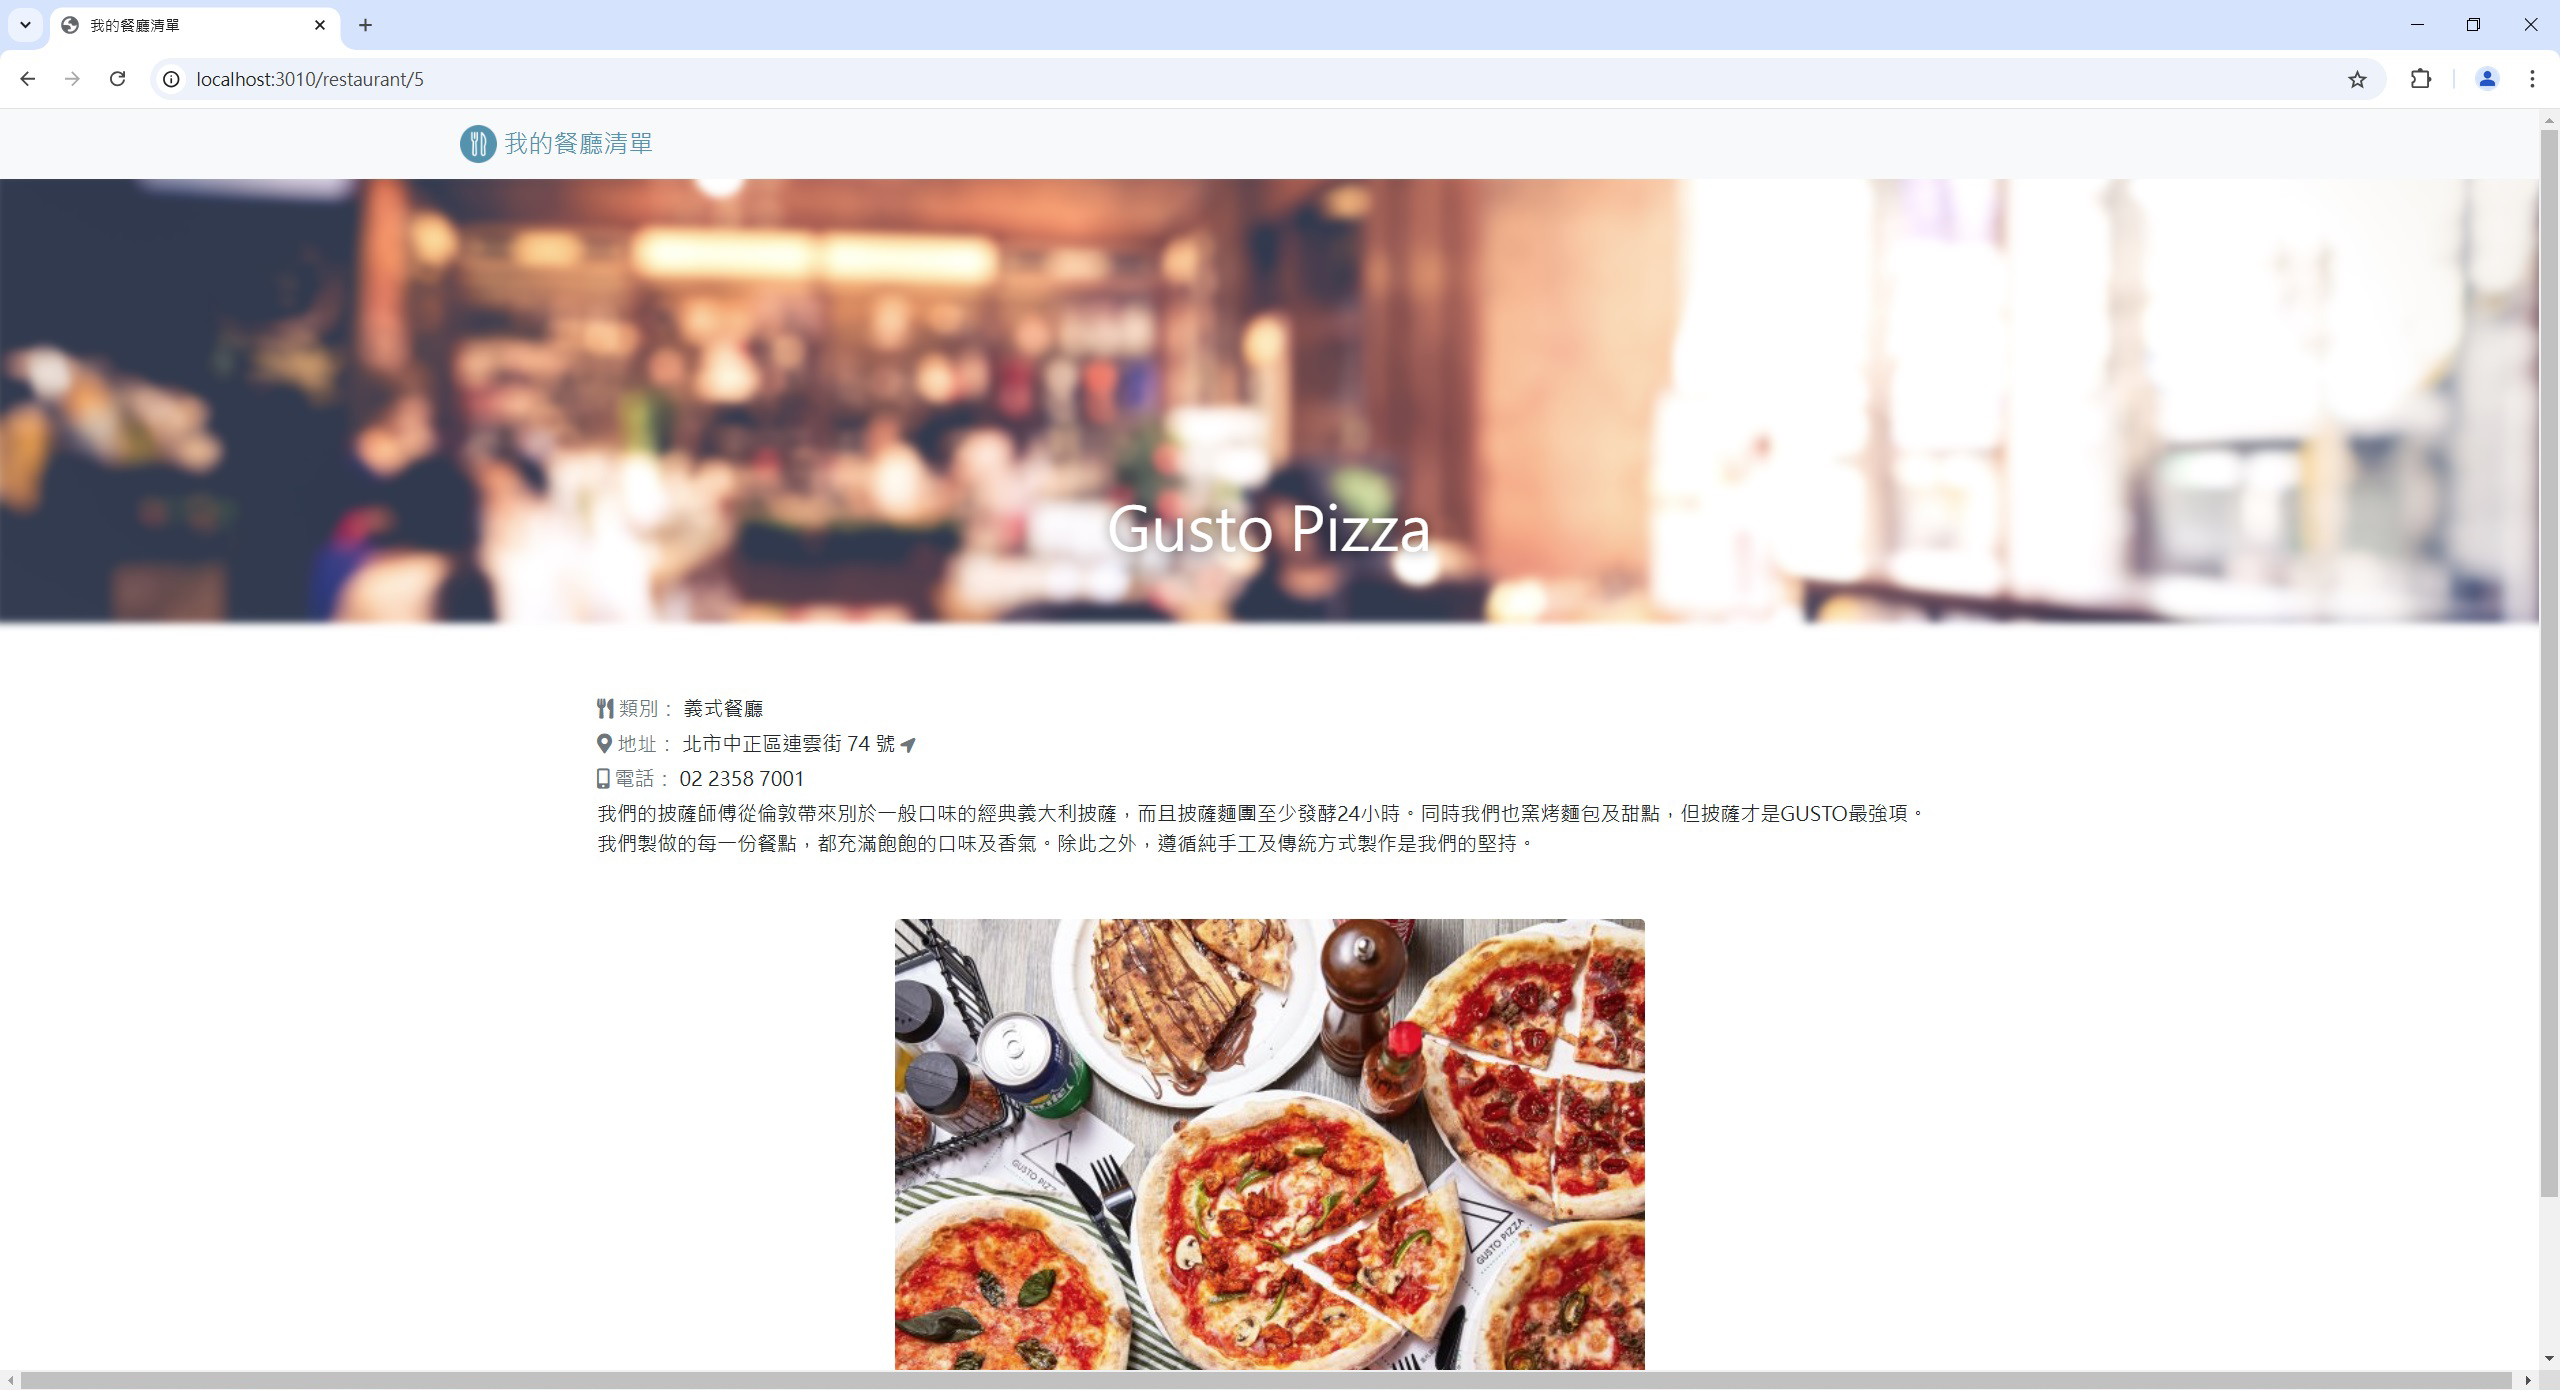 我的餐廳清單
localhost:3010/restaurant/5
我的餐廳清單
Gusto Pizza
類別： 義式餐廳
地址： 北市中正區連雲街 74 號
電話： 02 2358 7001
我們的披薩師傅從倫敦帶來別於一般口味的經典義大利披薩，而且披薩麵團至少發酵24小時。同時我們也窯烤麵包及甜點，但披薩才是GUSTO最強項。
我們製做的每一份餐點，都充滿飽飽的口味及香氣。除此之外，遵循純手工及傳統方式製作是我們的堅持。
GUSTO PIZZA